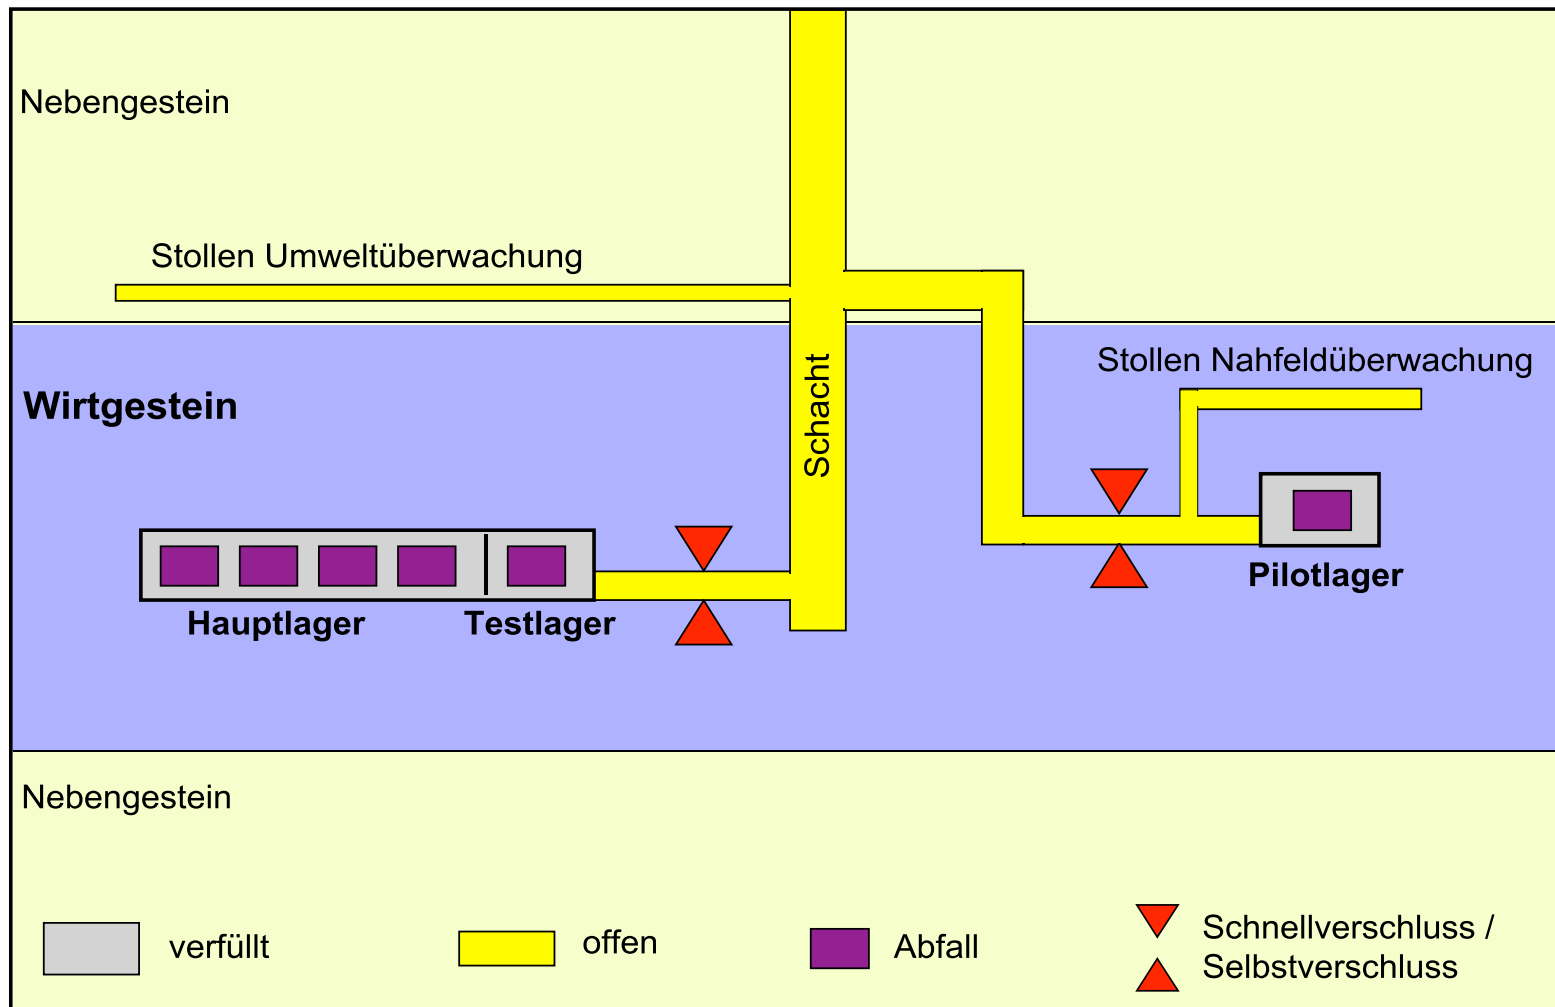 Nebengestein
Stollen Umweltüberwachung
Stollen Nahfeldüberwachung
Wirtgestein
Schacht
Pilotlager
Hauptlager
Testlager
Nebengestein
verfüllt
offen
Abfall
Schnellverschluss /
Selbstverschluss